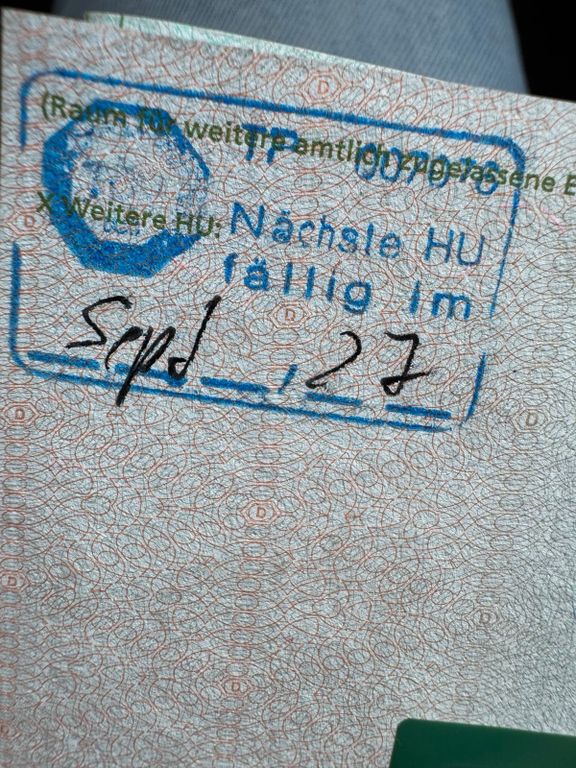 (Raum für weitere amtlich zugelassene E
X Weitere HU: Nächste HU
fällig im
Sept / 27